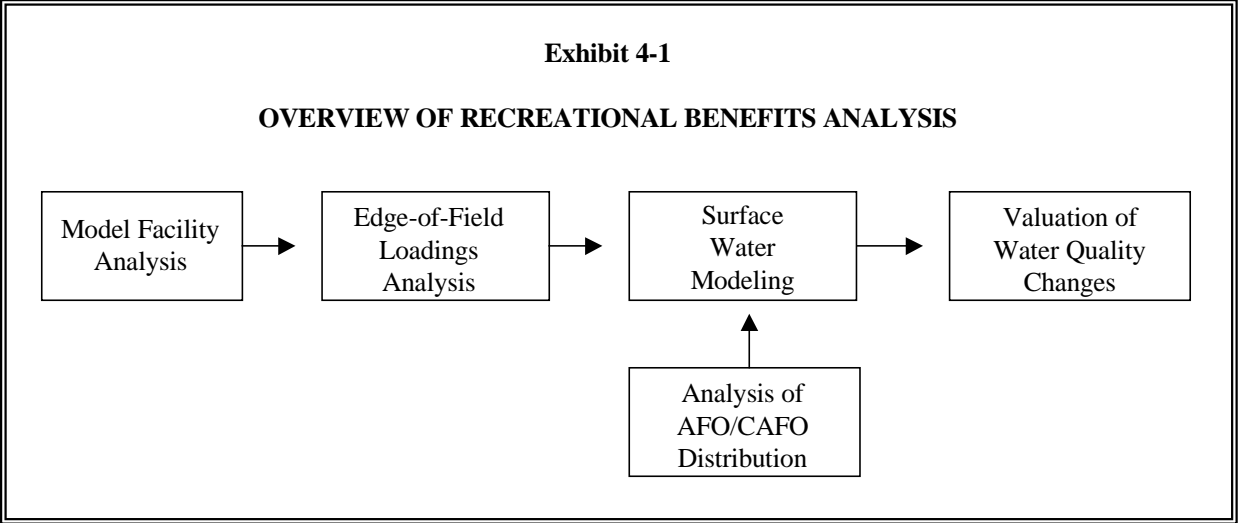 Exhibit 4-1
OVERVIEW OF RECREATIONAL BENEFITS ANALYSIS
Model Facility
Analysis
Edge-of-Field
Loadings
Analysis
Surface
Water
Modeling
Valuation of
Water Quality
Changes
Analysis of
AFO/CAFO
Distribution